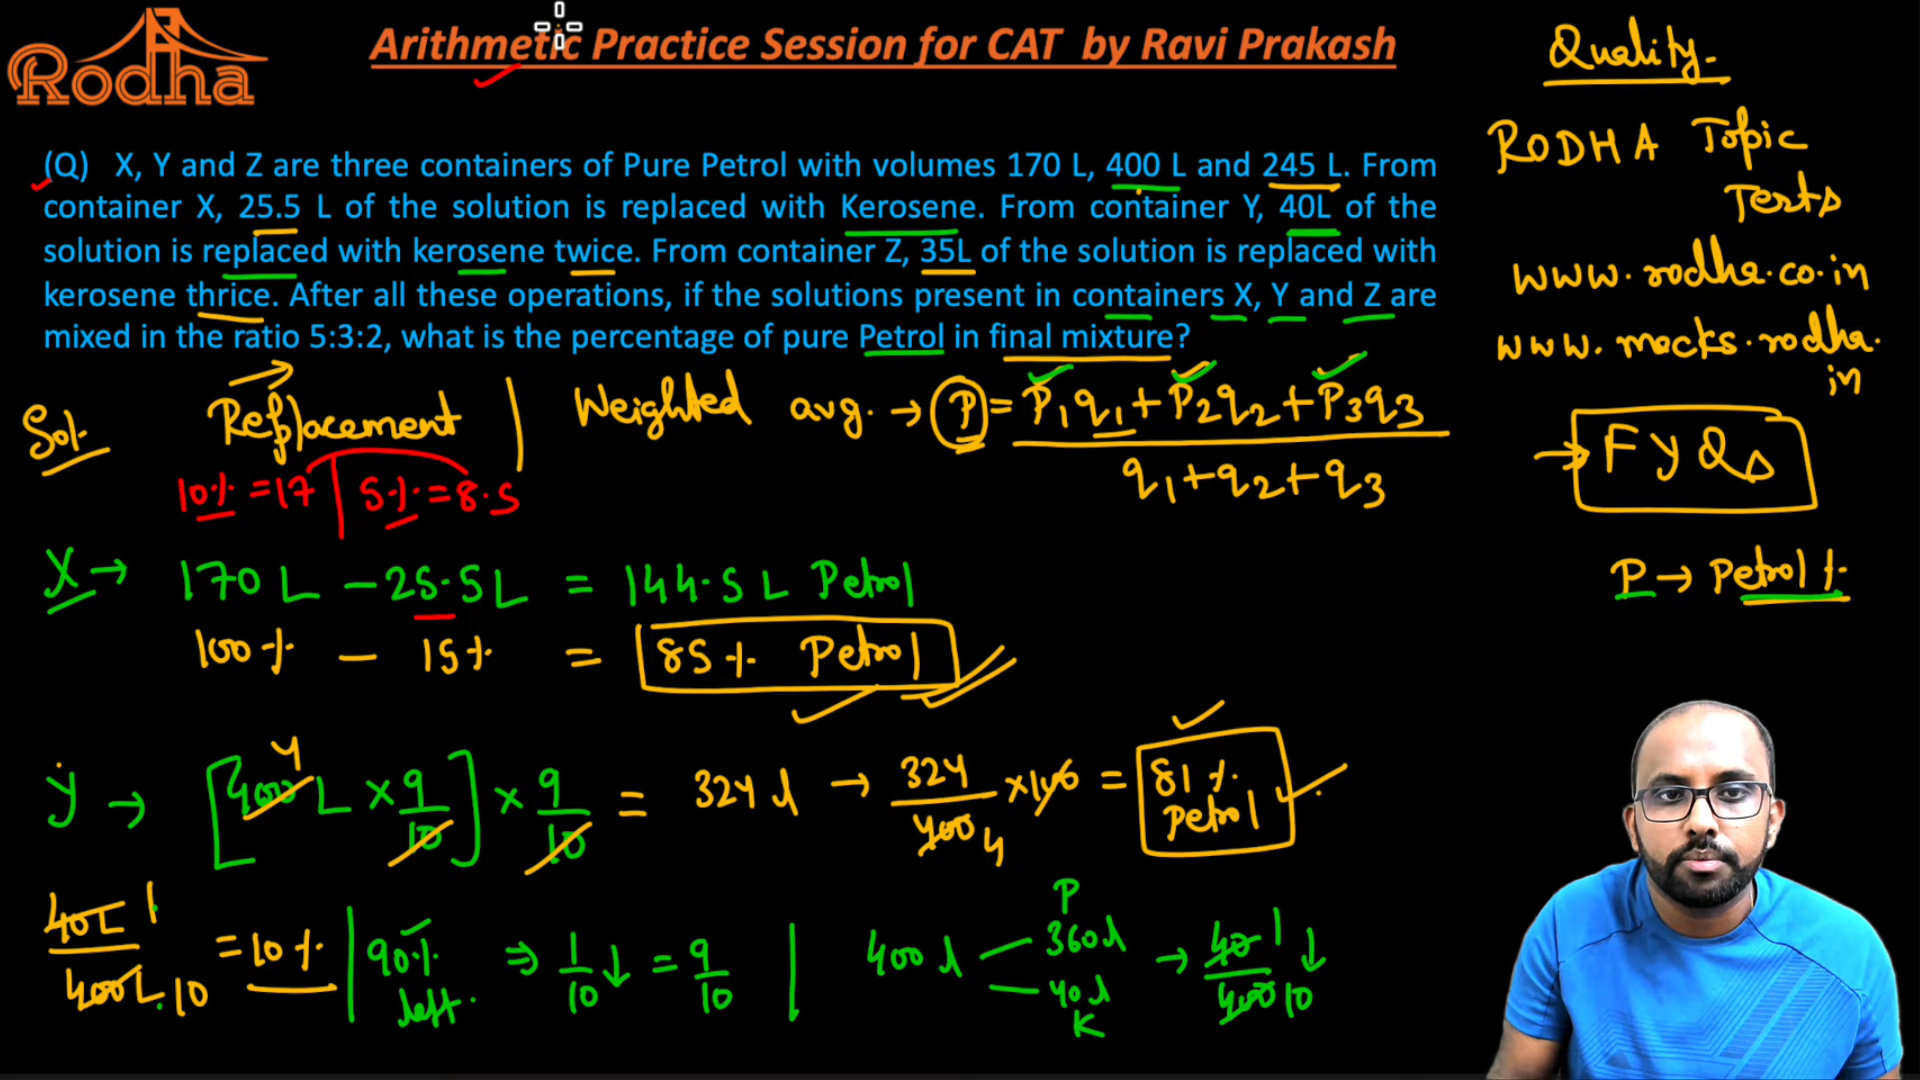 Rodha
Arithmetic Practice Session for CAT by Ravi Prakash
Quality
RODHA Topic
Tests
www.rodha.co.in
www.mocks.rodha.
in
→ FYQs
P → Petrol %
(Q) X, Y and Z are three containers of Pure Petrol with volumes 170 L, 400 L and 245 L. From
container X, 25.5 L of the solution is replaced with Kerosene. From container Y, 40L of the
solution is replaced with kerosene twice. From container Z, 35L of the solution is replaced with
kerosene thrice. After all these operations, if the solutions present in containers X, Y and Z are
mixed in the ratio 5:3:2, what is the percentage of pure Petrol in final mixture?
Sol. Replacement | Weighted avg. → P = P1q1 + P2q2 + P3q3
q1 + q2 + q3
10% = 17 | 5% = 8.5
X → 170 L - 25.5 L = 144.5 L Petrol
100% - 15% = 85% Petrol
Y → [400 L × 9/10] × 9/10 = 324 l → 324/400 × 100 = 81% Petrol
4
4
40L/400L = 10% | 90% left ⇒ 1/10 ↓ = 9/10 | 400 l
1
10
P
360 l
40 l
K
→ 40/400 ↓
1
10